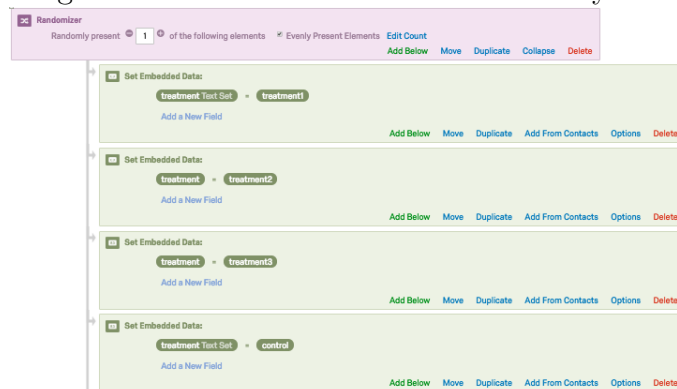 Randomizer
Randomly present 1 of the following elements Evenly Present Elements Edit Count
Add Below Move Duplicate Collapse Delete
Set Embedded Data:
treatment Text Set = treatment1
Add a New Field
Add Below Move Duplicate Add From Contacts Options Delete
Set Embedded Data:
treatment = treatment2
Add a New Field
Add Below Move Duplicate Add From Contacts Options Delete
Set Embedded Data:
treatment = treatment3
Add a New Field
Add Below Move Duplicate Add From Contacts Options Delete
Set Embedded Data:
treatment Text Set = control
Add a New Field
Add Below Move Duplicate Add From Contacts Options Delete